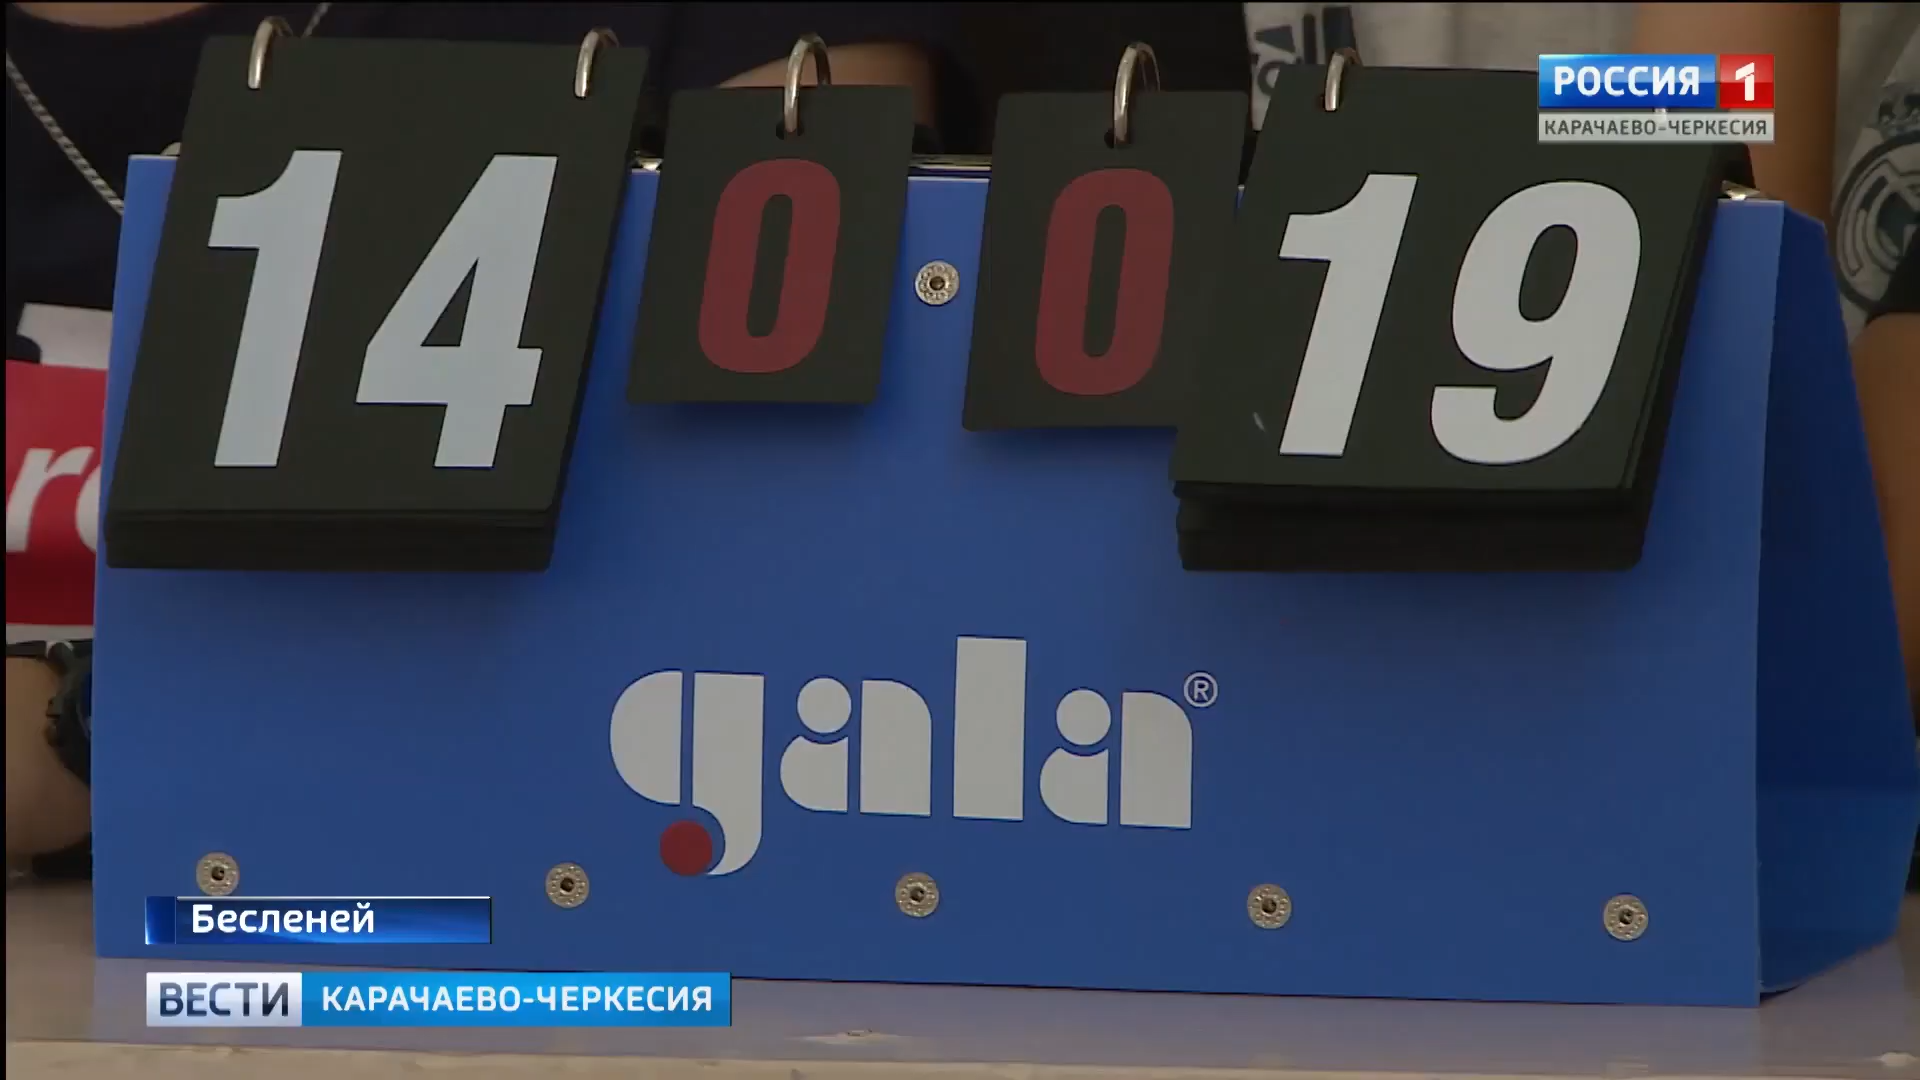 РОССИЯ 1
КАРАЧАЕВО-ЧЕРКЕСИЯ
14 0 0 19
gala®
Бесленей
ВЕСТИ КАРАЧАЕВО-ЧЕРКЕСИЯ